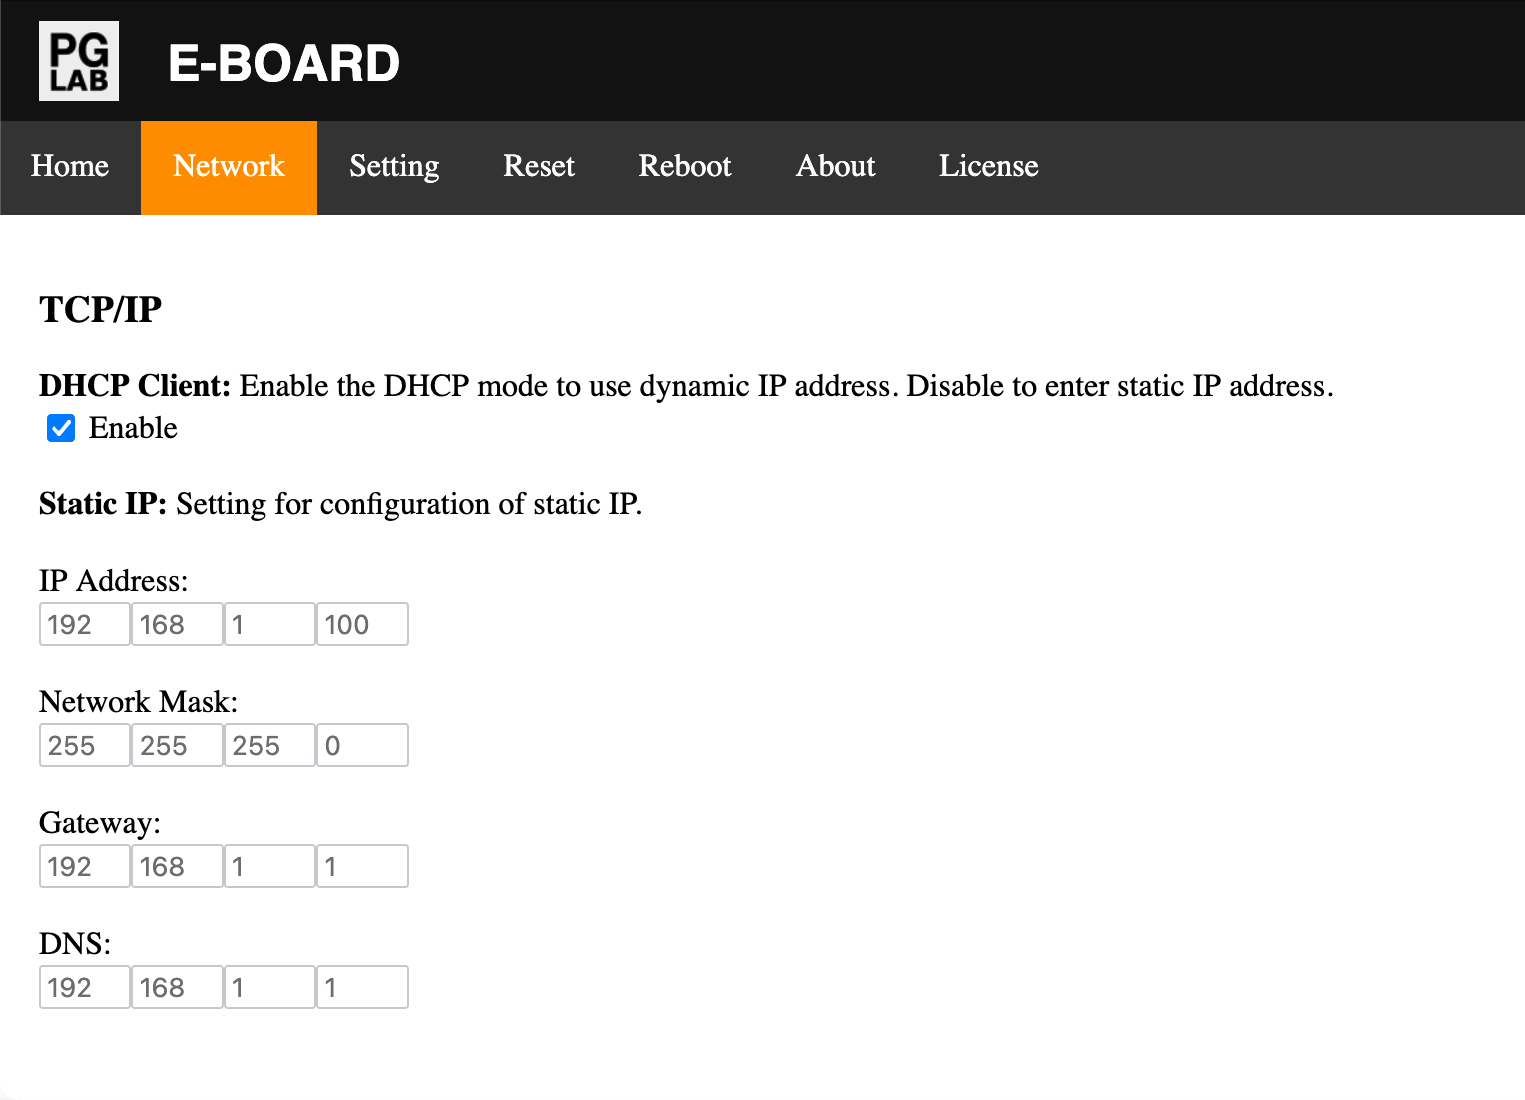 PG
LAB
E-BOARD
Home Network Setting Reset Reboot About License
TCP/IP
DHCP Client: Enable the DHCP mode to use dynamic IP address. Disable to enter static IP address.
Enable
Static IP: Setting for configuration of static IP.
IP Address:
192 168 1 100
Network Mask:
255 255 255 0
Gateway:
192 168 1 1
DNS:
192 168 1 1